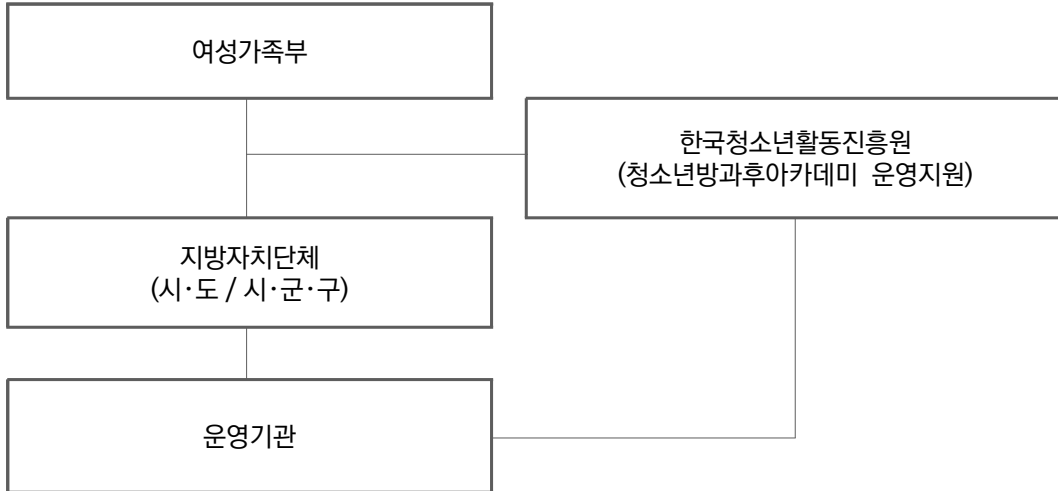 여성가족부
한국청소년활동진흥원
(청소년방과후아카데미 운영지원)
지방자치단체
(시·도 / 시·군·구)
운영기관